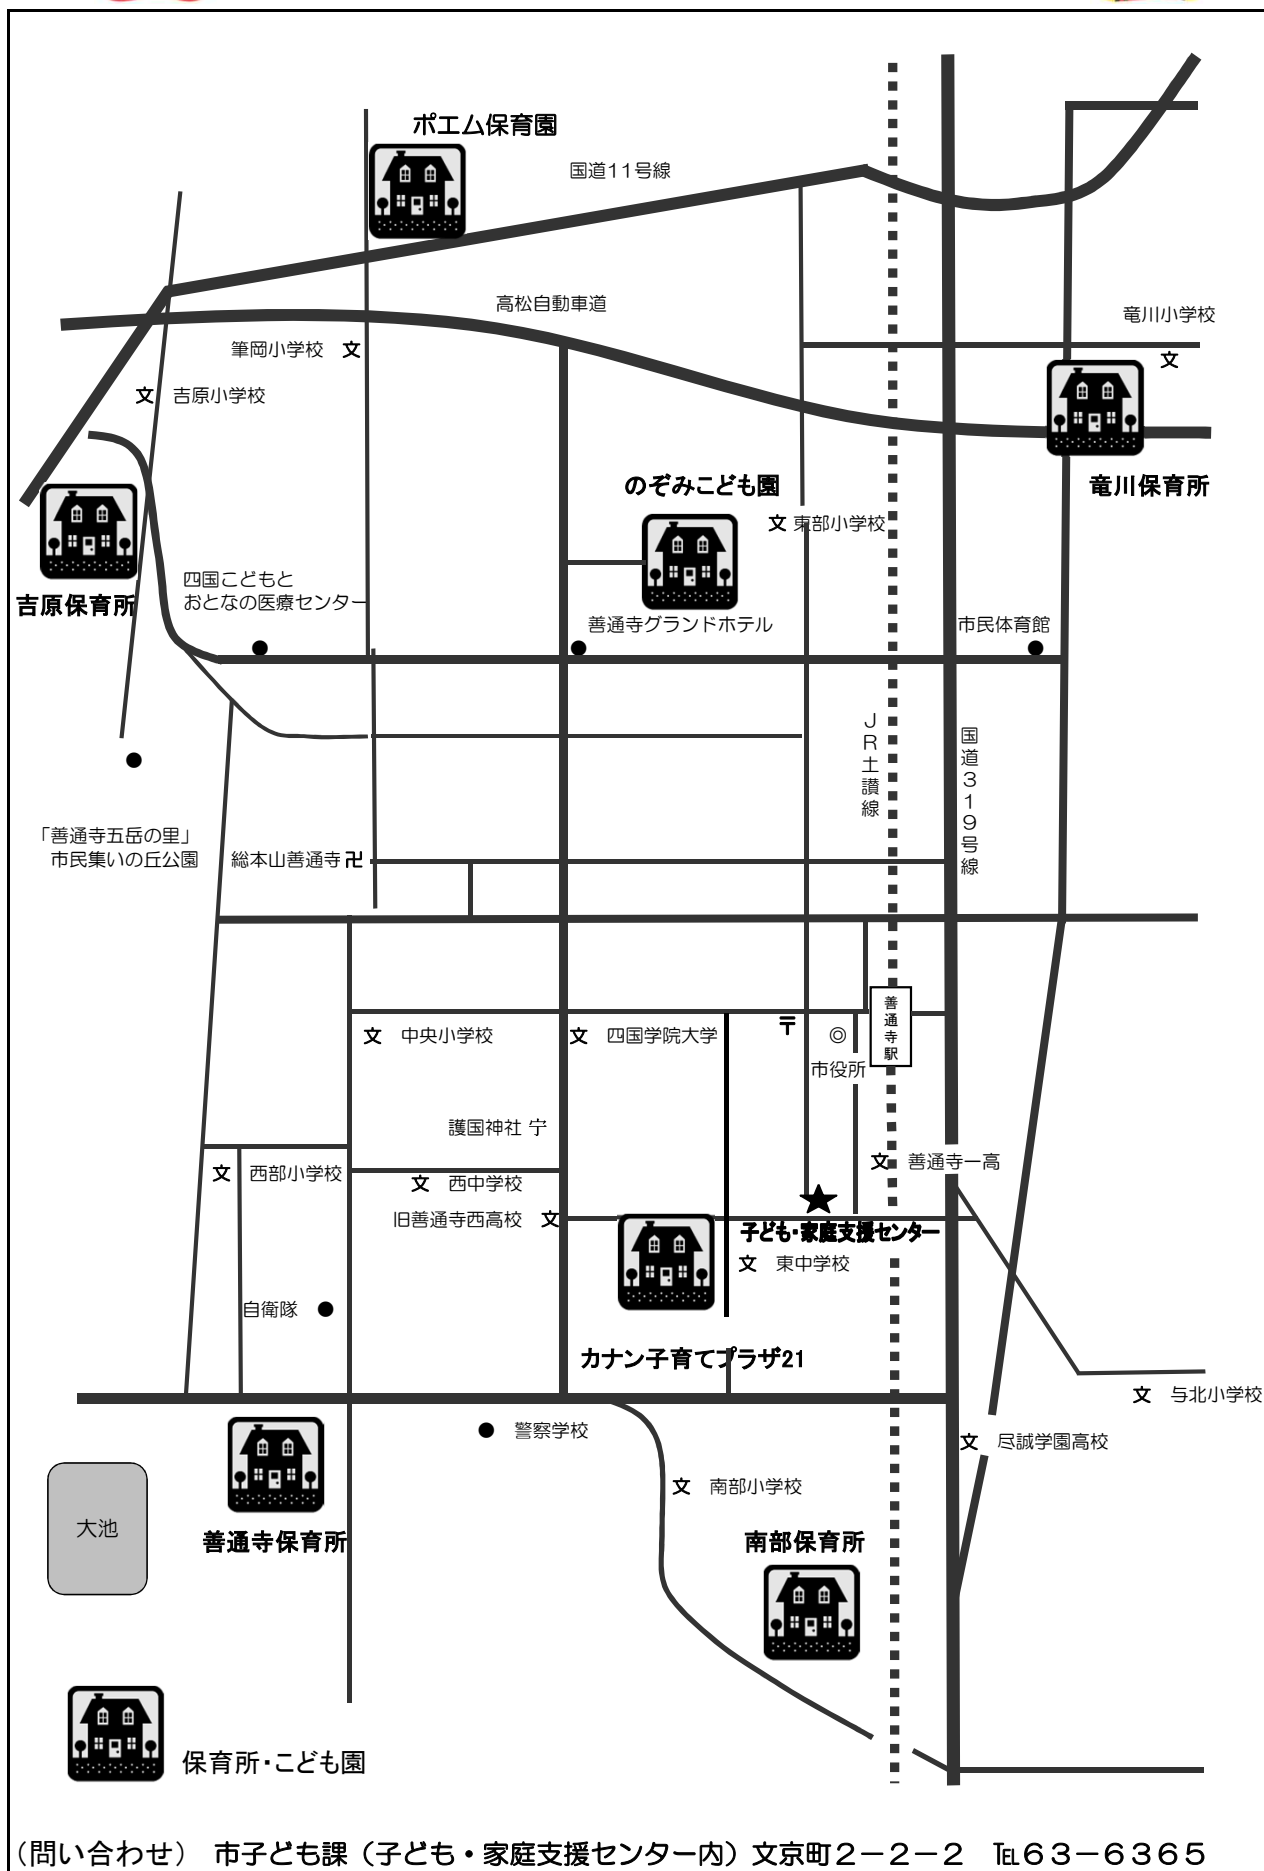 ポエム保育園
国道11号線
高松自動車道
竜川小学校
筆岡小学校 文
文
文 吉原小学校
のぞみこども園
竜川保育所
文 東部小学校
四国こどもと
おとなの医療センター
吉原保育所
善通寺グランドホテル
市民体育館
JR土讃線
国道319号線
「善通寺五岳の里」
市民集いの丘公園
総本山善通寺卍
善通寺駅
文 中央小学校
文 四国学院大学
〒
◎
市役所
護国神社
文 善通寺一高
文 西部小学校
文 西中学校
旧善通寺西高校 文
★
子ども・家庭支援センター
文 東中学校
自衛隊 ●
カナン子育てプラザ21
文 与北小学校
● 警察学校
文 尽誠学園高校
文 南部小学校
大池
善通寺保育所
南部保育所
保育所・こども園
（問い合わせ） 市子ども課（子ども・家庭支援センター内）文京町２－２－２ ℡６３－６３６５